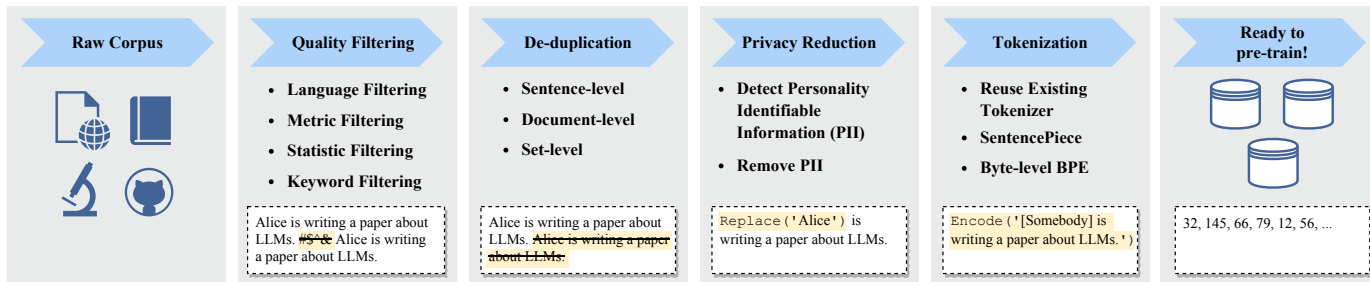 Raw Corpus
Quality Filtering
• Language Filtering
• Metric Filtering
• Statistic Filtering
• Keyword Filtering
Alice is writing a paper about
LLMs. #$^& Alice is writing
a paper about LLMs.
De-duplication
• Sentence-level
• Document-level
• Set-level
Alice is writing a paper about
LLMs. Alice is writing a paper
about LLMs.
Privacy Reduction
• Detect Personality
Identifiable
Information (PII)
• Remove PII
Replace('Alice') is
writing a paper about LLMs.
Tokenization
• Reuse Existing
Tokenizer
• SentencePiece
• Byte-level BPE
Encode('[Somebody] is
writing a paper about LLMs.')
Ready to
pre-train!
32, 145, 66, 79, 12, 56, ...